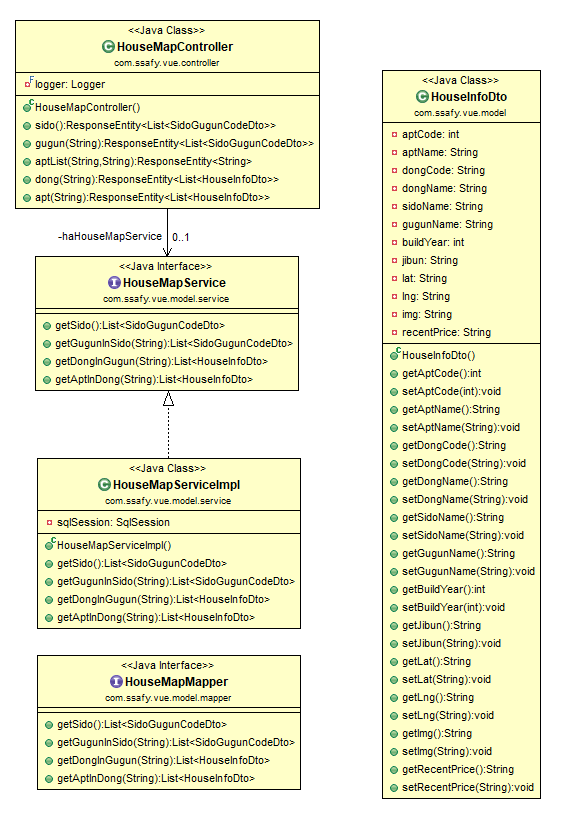 <<Java Class>>
HouseMapController
com.ssafy.vue.controller
logger: Logger
HouseMapController()
sido():ResponseEntity<List<SidoGugunCodeDto>>
gugun(String):ResponseEntity<List<SidoGugunCodeDto>>
aptList(String,String):ResponseEntity<String>
dong(String):ResponseEntity<List<HouseInfoDto>>
apt(String):ResponseEntity<List<HouseInfoDto>>
-haHouseMapService
0..1
<<Java Interface>>
HouseMapService
com.ssafy.vue.model.service
getSido():List<SidoGugunCodeDto>
getGugunInSido(String):List<SidoGugunCodeDto>
getDongInGugun(String):List<HouseInfoDto>
getAptInDong(String):List<HouseInfoDto>
<<Java Class>>
HouseMapServiceImpl
com.ssafy.vue.model.service
sqlSession: SqlSession
HouseMapServiceImpl()
getSido():List<SidoGugunCodeDto>
getGugunInSido(String):List<SidoGugunCodeDto>
getDongInGugun(String):List<HouseInfoDto>
getAptInDong(String):List<HouseInfoDto>
<<Java Interface>>
HouseMapMapper
com.ssafy.vue.model.mapper
getSido():List<SidoGugunCodeDto>
getGugunInSido(String):List<SidoGugunCodeDto>
getDongInGugun(String):List<HouseInfoDto>
getAptInDong(String):List<HouseInfoDto>
<<Java Class>>
HouseInfoDto
com.ssafy.vue.model
aptCode: int
aptName: String
dongCode: String
dongName: String
sidoName: String
gugunName: String
buildYear: int
jibun: String
lat: String
lng: String
img: String
recentPrice: String
HouseInfoDto()
getAptCode():int
setAptCode(int):void
getAptName():String
setAptName(String):void
getDongCode():String
setDongCode(String):void
getDongName():String
setDongName(String):void
getSidoName():String
setSidoName(String):void
getGugunName():String
setGugunName(String):void
getBuildYear():int
setBuildYear(int):void
getJibun():String
setJibun(String):void
getLat():String
setLat(String):void
getLng():String
setLng(String):void
getImg():String
setImg(String):void
getRecentPrice():String
setRecentPrice(String):void